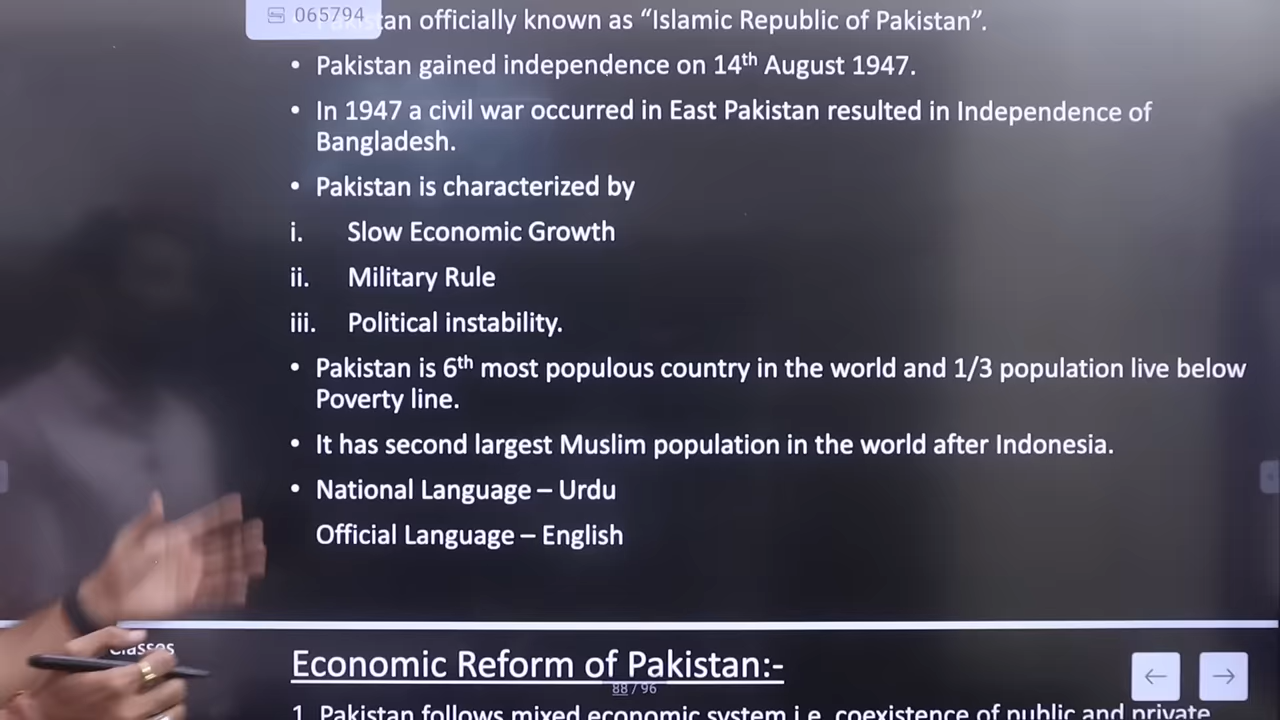 065794
Pakistan officially known as “Islamic Republic of Pakistan”.
• Pakistan gained independence on 14th August 1947.
• In 1947 a civil war occurred in East Pakistan resulted in Independence of
Bangladesh.
• Pakistan is characterized by
i. Slow Economic Growth
ii. Military Rule
iii. Political instability.
• Pakistan is 6th most populous country in the world and 1/3 population live below
Poverty line.
• It has second largest Muslim population in the world after Indonesia.
• National Language – Urdu
Official Language – English
Classes
Economic Reform of Pakistan:-
88 / 96
1. Pakistan follows mixed economic system i.e. coexistence of public and private